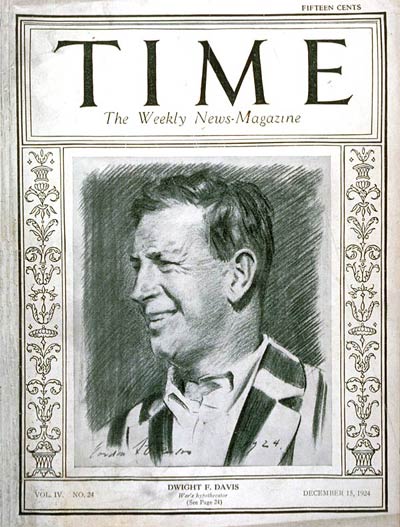 FIFTEEN CENTS
TIME
The Weekly News-Magazine
1924.
DWIGHT F. DAVIS
War's hypothecator
(See Page 24)
VOL. IV. NO. 24
DECEMBER 15, 1924